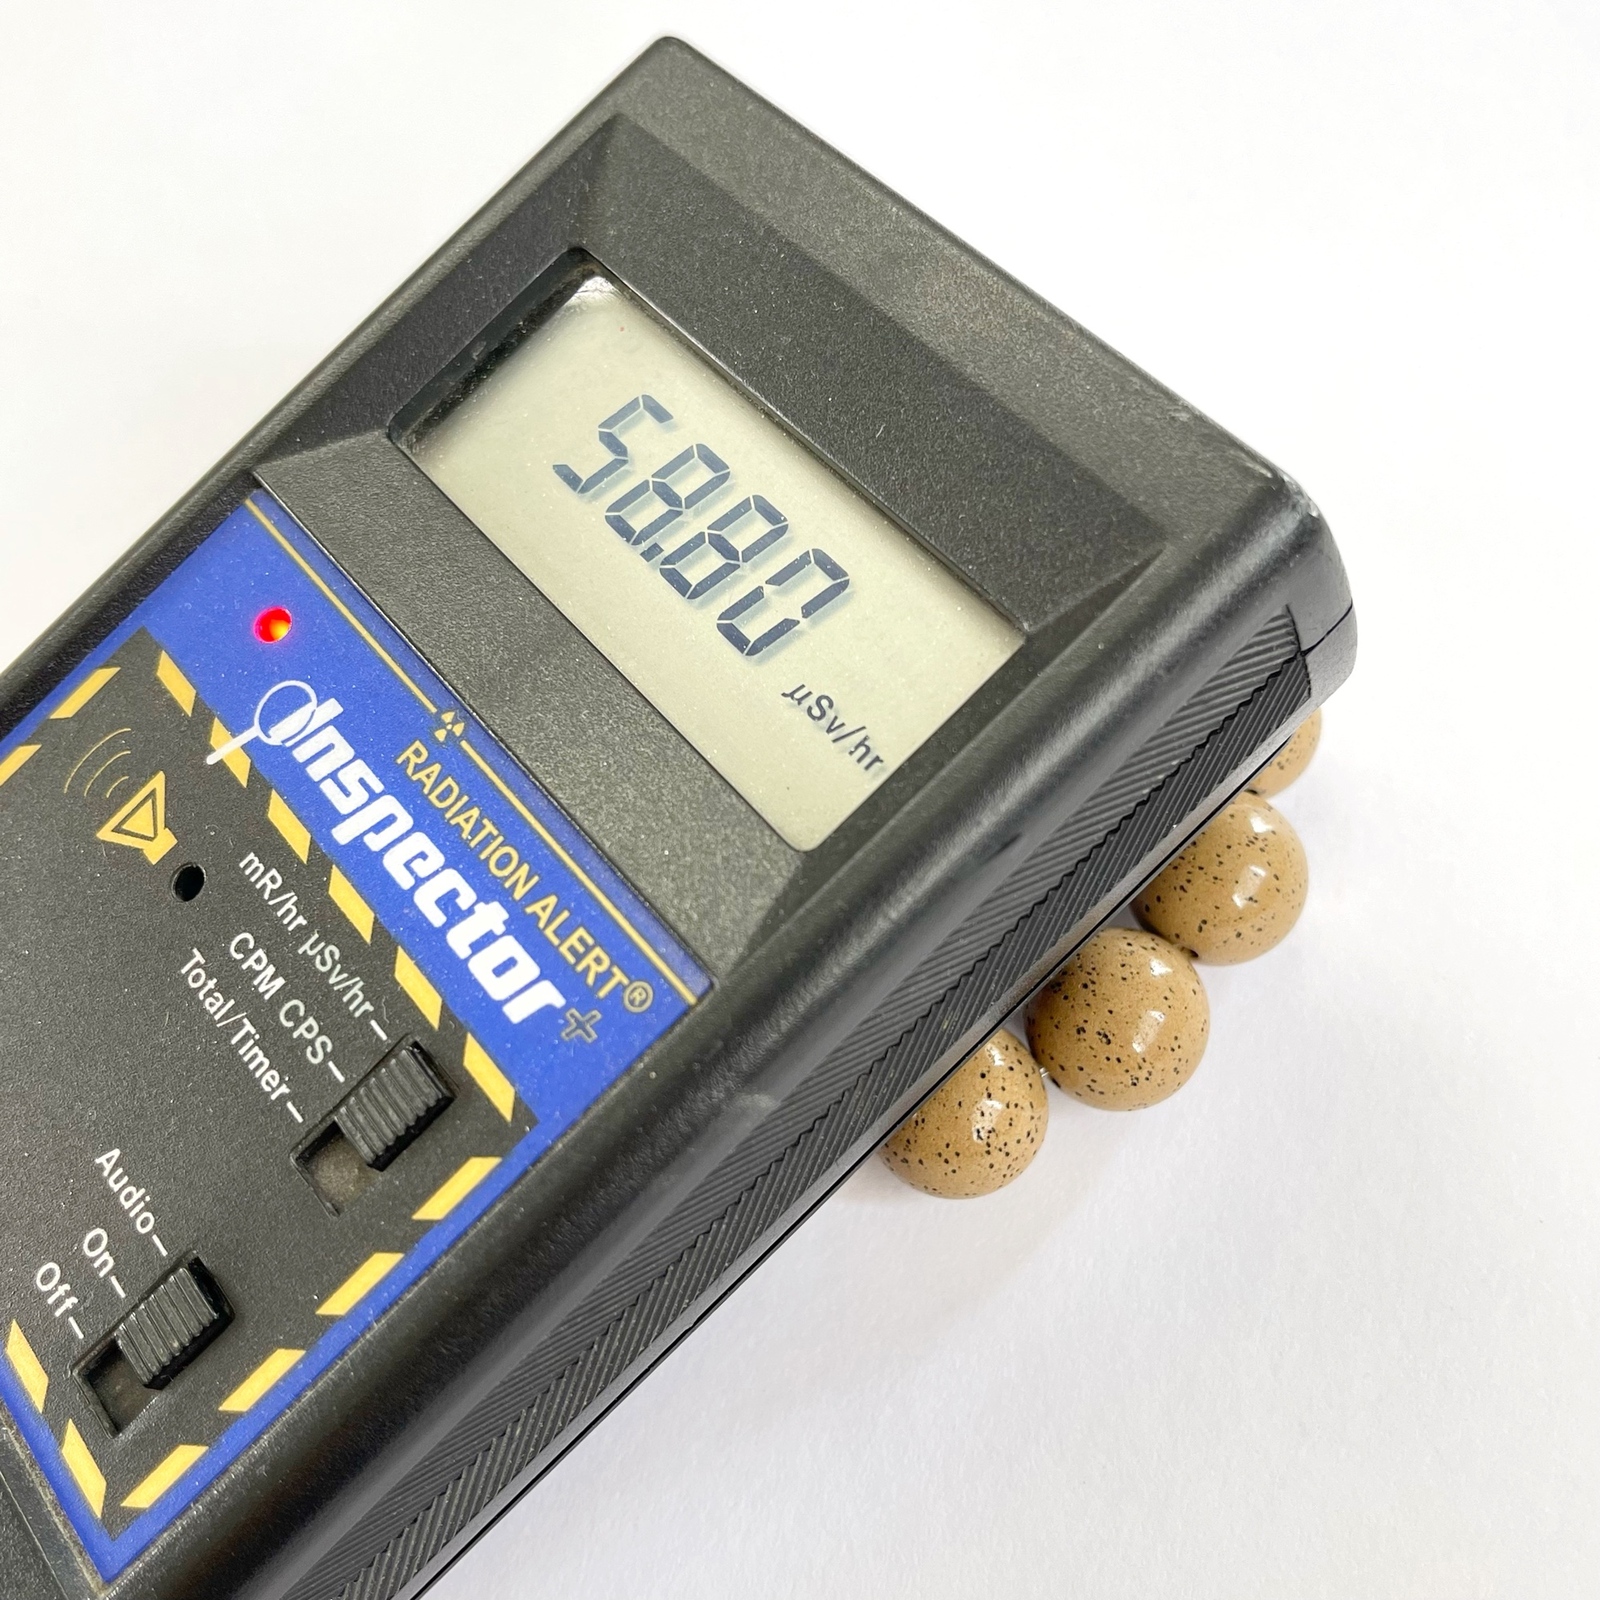 58.80
µSv/hr
RADIATION ALERT®
Inspector+
mR/hr µSv/hr
CPM CPS
Total/Timer
Audio
On
Off